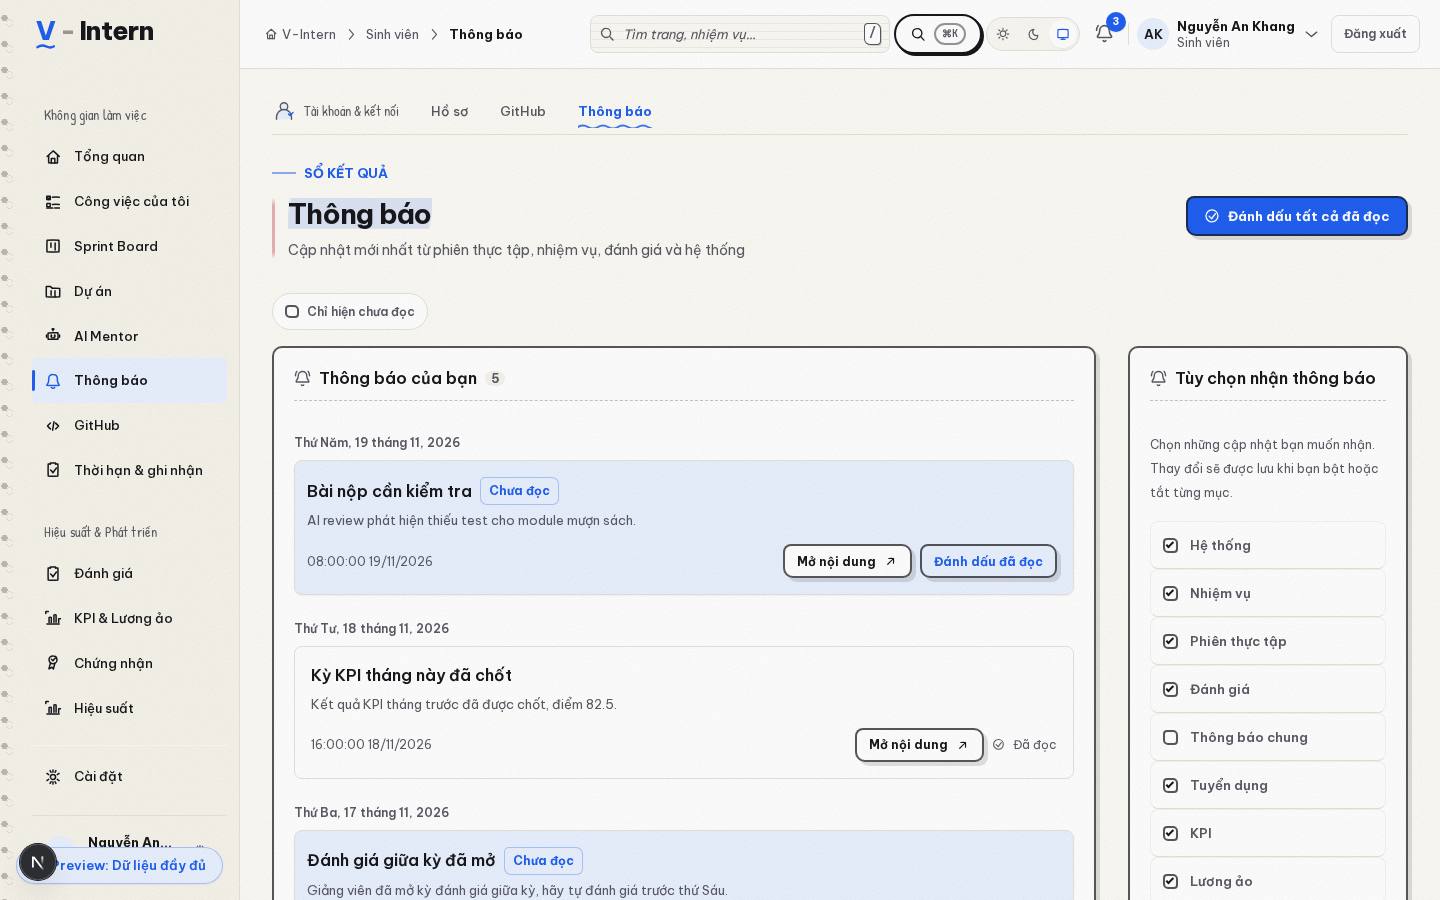 V - Intern
Không gian làm việc
Tổng quan
Công việc của tôi
Sprint Board
Dự án
AI Mentor
Thông báo
GitHub
Thời hạn & ghi nhận
Hiệu suất & Phát triển
Đánh giá
KPI & Lương ảo
Chứng nhận
Hiệu suất
Cài đặt
Nguyễn An...
N
Preview: Dữ liệu đầy đủ
V-Intern > Sinh viên > Thông báo
Tìm trang, nhiệm vụ... /
⌘K
3
AK
Nguyễn An Khang
Sinh viên
Đăng xuất
Tài khoản & kết nối
Hồ sơ
GitHub
Thông báo
SỔ KẾT QUẢ
Thông báo
Cập nhật mới nhất từ phiên thực tập, nhiệm vụ, đánh giá và hệ thống
Đánh dấu tất cả đã đọc
Chỉ hiện chưa đọc
Thông báo của bạn 5
Thứ Năm, 19 tháng 11, 2026
Bài nộp cần kiểm tra Chưa đọc
AI review phát hiện thiếu test cho module mượn sách.
08:00:00 19/11/2026 Mở nội dung Đánh dấu đã đọc
Thứ Tư, 18 tháng 11, 2026
Kỳ KPI tháng này đã chốt
Kết quả KPI tháng trước đã được chốt, điểm 82.5.
16:00:00 18/11/2026 Mở nội dung Đã đọc
Thứ Ba, 17 tháng 11, 2026
Đánh giá giữa kỳ đã mở Chưa đọc
Giảng viên đã mở kỳ đánh giá giữa kỳ, hãy tự đánh giá trước thứ Sáu.
Tùy chọn nhận thông báo
Chọn những cập nhật bạn muốn nhận.
Thay đổi sẽ được lưu khi bạn bật hoặc
tắt từng mục.
Hệ thống
Nhiệm vụ
Phiên thực tập
Đánh giá
Thông báo chung
Tuyển dụng
KPI
Lương ảo